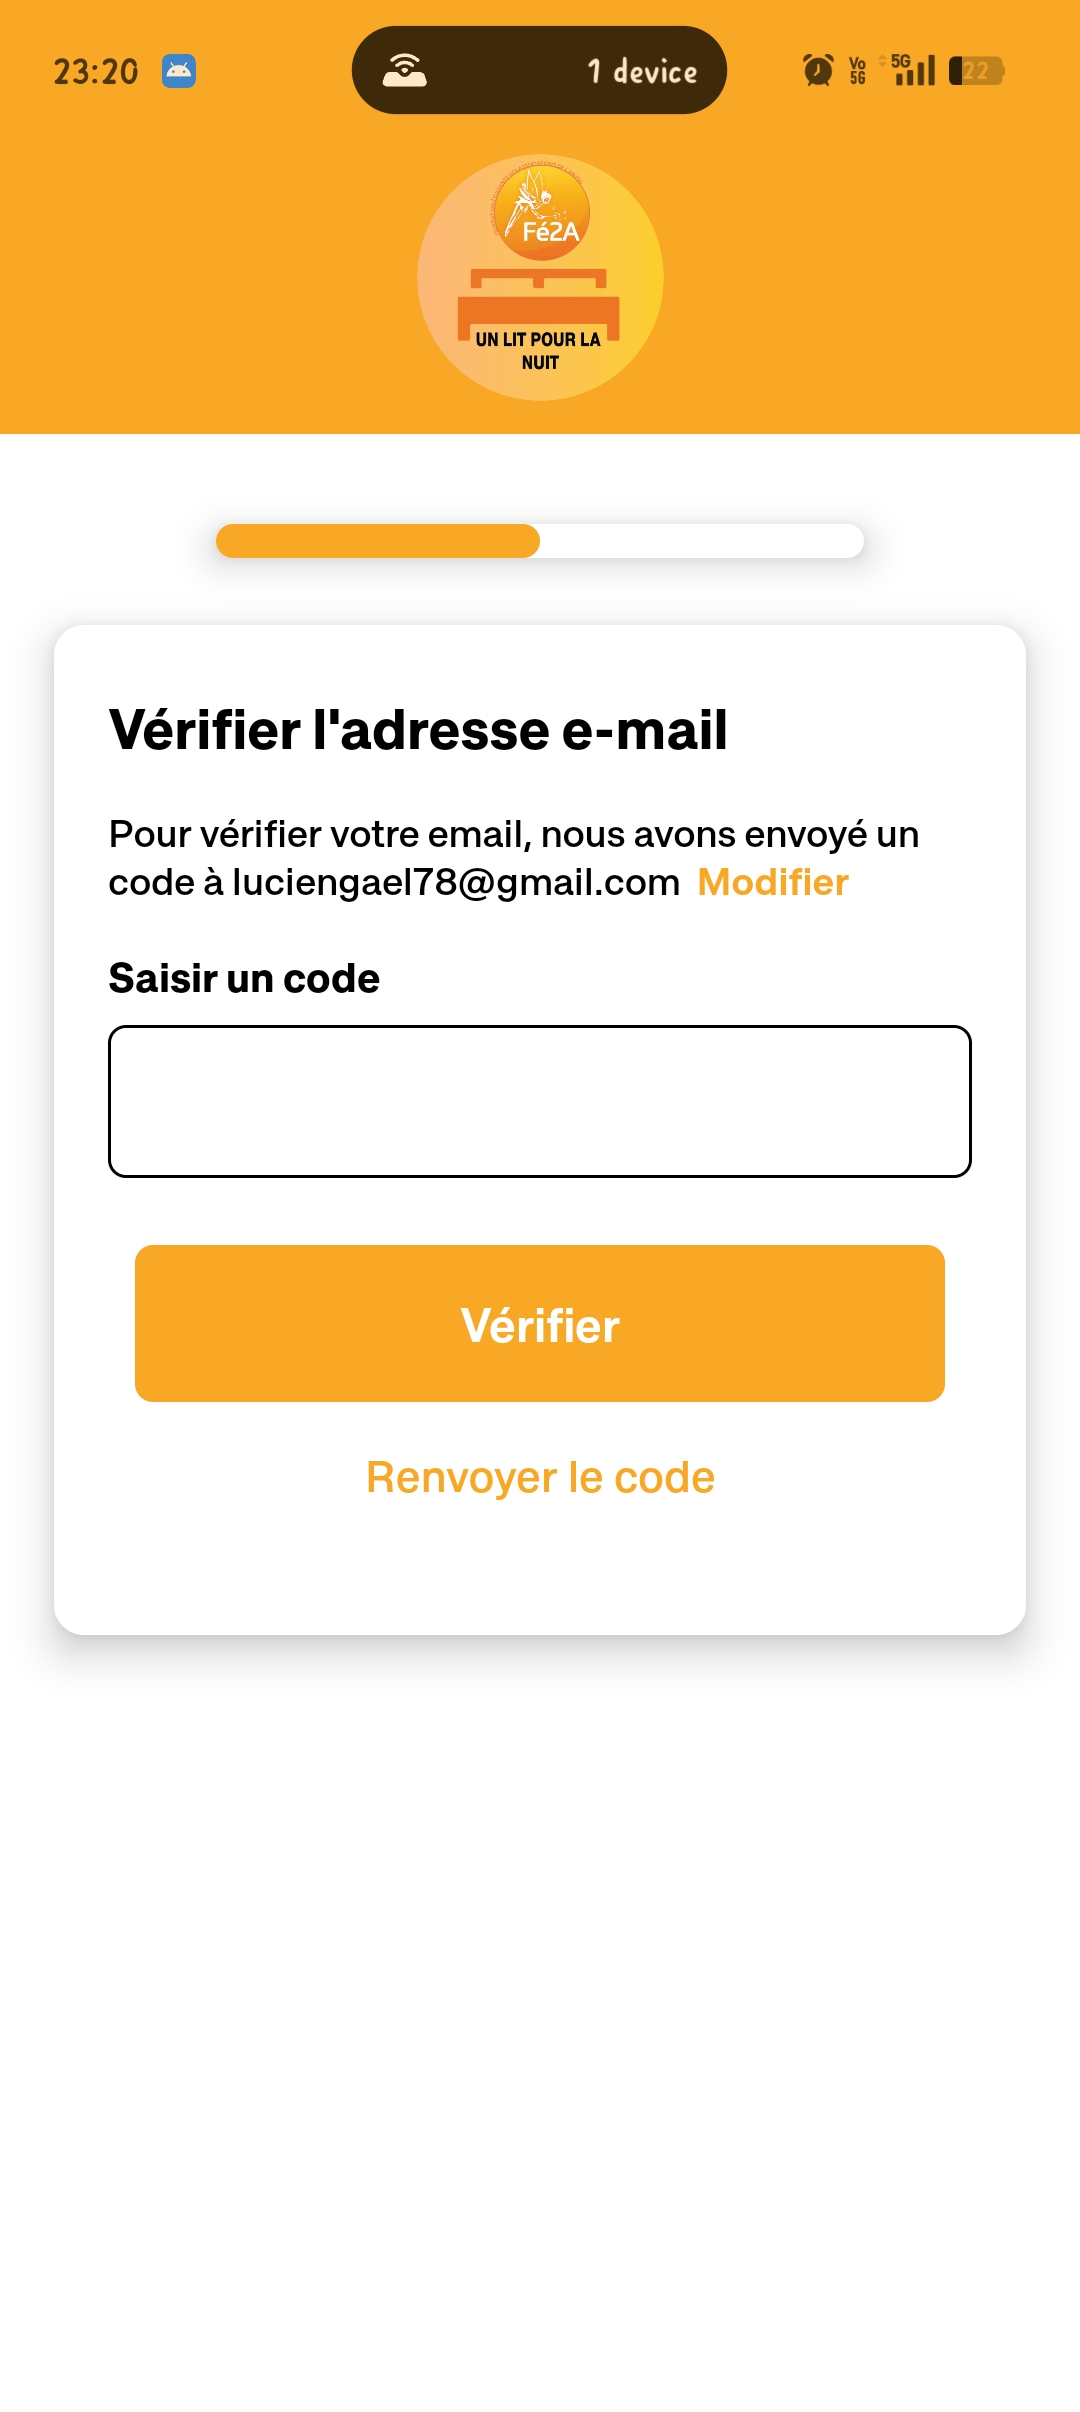 23:20
1 device
Vo 5G
5G
22
Fé2A
UN LIT POUR LA
NUIT
Vérifier l'adresse e-mail
Pour vérifier votre email, nous avons envoyé un
code à luciengael78@gmail.com Modifier
Saisir un code
Vérifier
Renvoyer le code